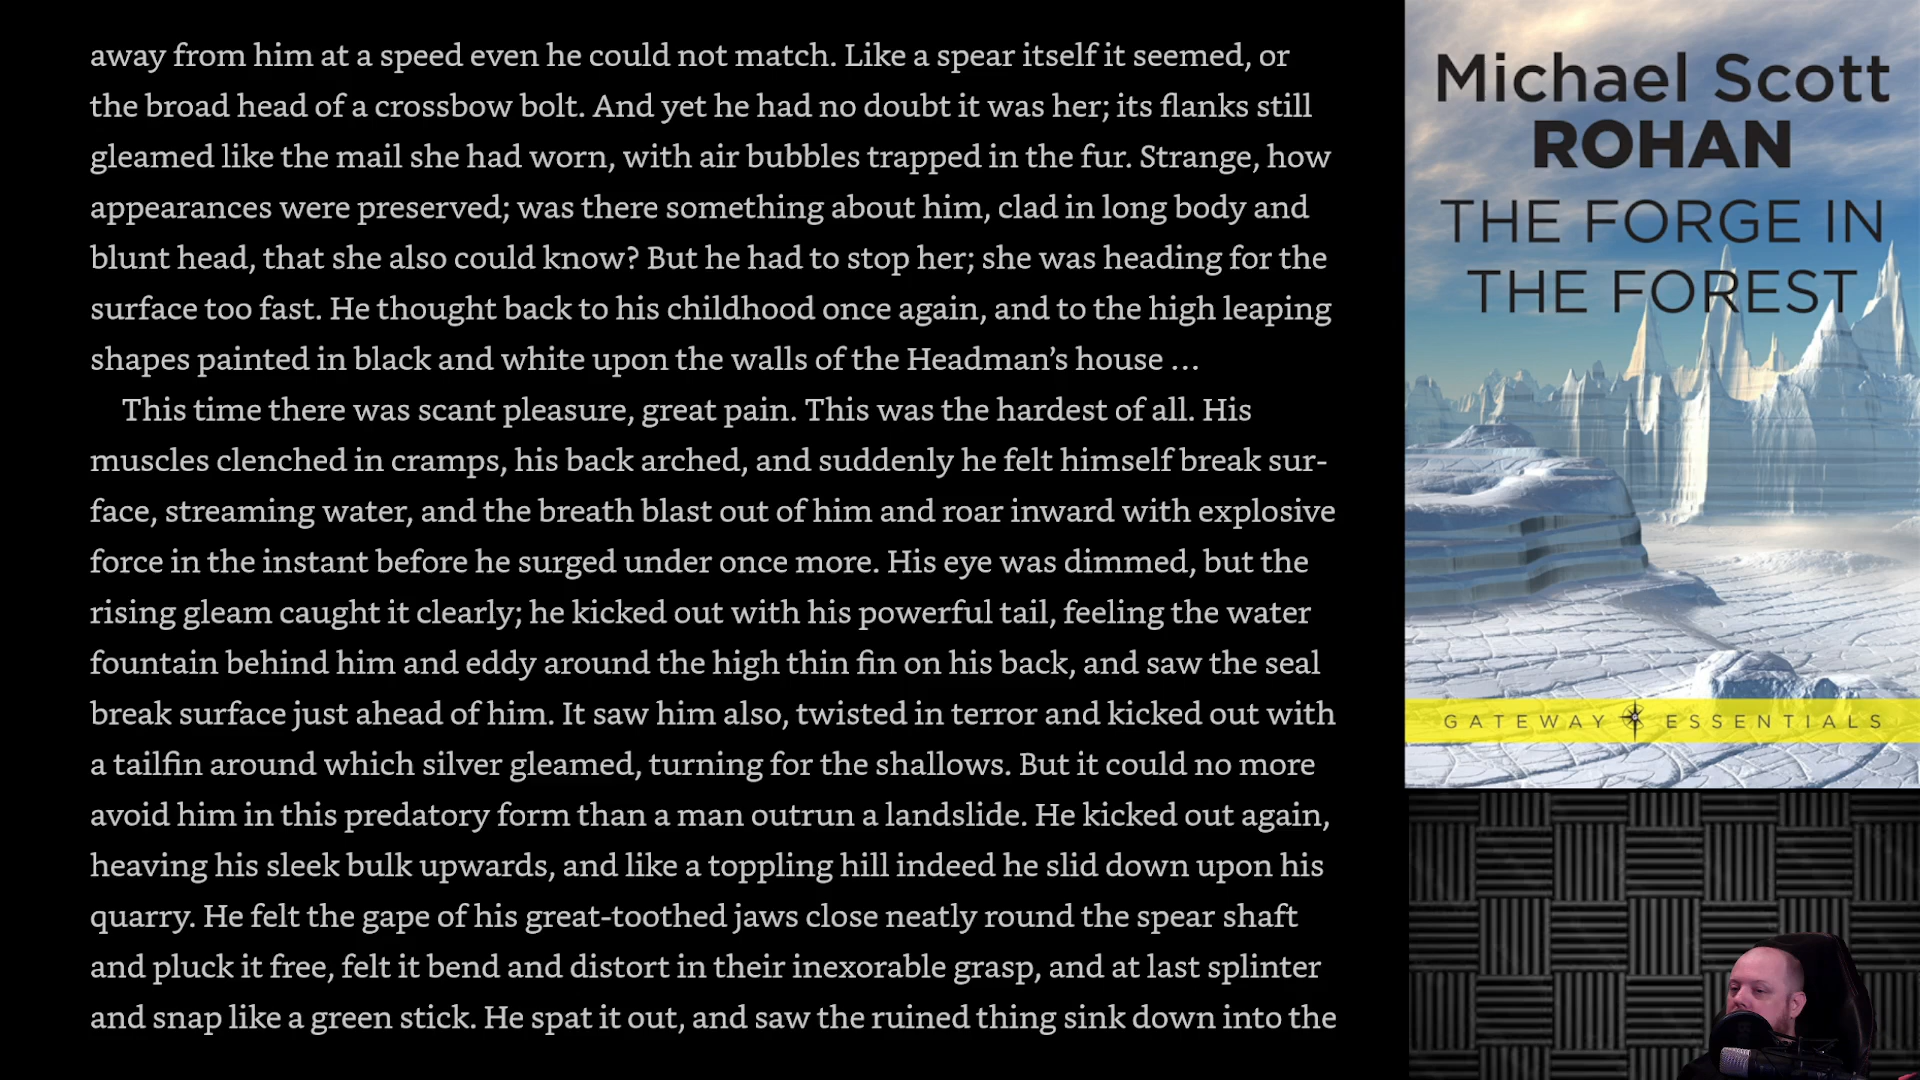 away from him at a speed even he could not match. Like a spear itself it seemed, or
the broad head of a crossbow bolt. And yet he had no doubt it was her; its flanks still
gleamed like the mail she had worn, with air bubbles trapped in the fur. Strange, how
appearances were preserved; was there something about him, clad in long body and
blunt head, that she also could know? But he had to stop her; she was heading for the
surface too fast. He thought back to his childhood once again, and to the high leaping
shapes painted in black and white upon the walls of the Headman’s house …
This time there was scant pleasure, great pain. This was the hardest of all. His
muscles clenched in cramps, his back arched, and suddenly he felt himself break sur-
face, streaming water, and the breath blast out of him and roar inward with explosive
force in the instant before he surged under once more. His eye was dimmed, but the
rising gleam caught it clearly; he kicked out with his powerful tail, feeling the water
fountain behind him and eddy around the high thin fin on his back, and saw the seal
break surface just ahead of him. It saw him also, twisted in terror and kicked out with
a tailfin around which silver gleamed, turning for the shallows. But it could no more
avoid him in this predatory form than a man outrun a landslide. He kicked out again,
heaving his sleek bulk upwards, and like a toppling hill indeed he slid down upon his
quarry. He felt the gape of his great-toothed jaws close neatly round the spear shaft
and pluck it free, felt it bend and distort in their inexorable grasp, and at last splinter
and snap like a green stick. He spat it out, and saw the ruined thing sink down into the
Michael Scott
ROHAN
THE FORGE IN
THE FOREST
GATEWAY ESSENTIALS